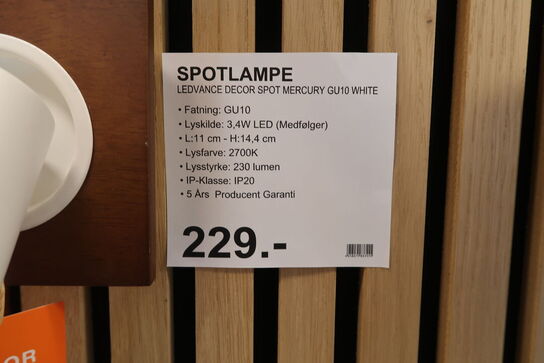 SPOTLAMPE
LEDVANCE DECOR SPOT MERCURY GU10 WHITE
• Fatning: GU10
• Lyskilde: 3,4W LED (Medfølger)
• L:11 cm - H:14,4 cm
• Lysfarve: 2700K
• Lysstyrke: 230 lumen
• IP-Klasse: IP20
• 5 Års Producent Garanti
229.-
OR